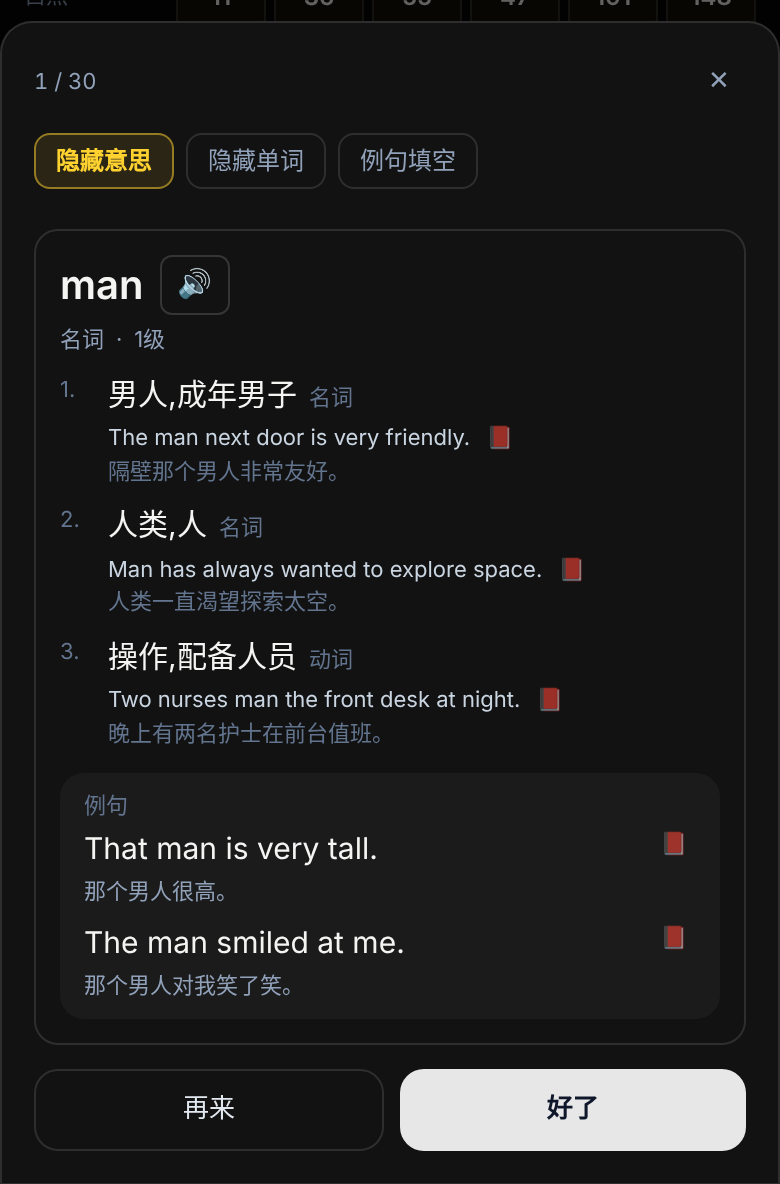 1 / 30 ✕
隐藏意思 隐藏单词 例句填空
man
名词 · 1级
1. 男人,成年男子 名词
The man next door is very friendly.
隔壁那个男人非常友好。
2. 人类,人 名词
Man has always wanted to explore space.
人类一直渴望探索太空。
3. 操作,配备人员 动词
Two nurses man the front desk at night.
晚上有两名护士在前台值班。
例句
That man is very tall.
那个男人很高。
The man smiled at me.
那个男人对我笑了笑。
再来 好了